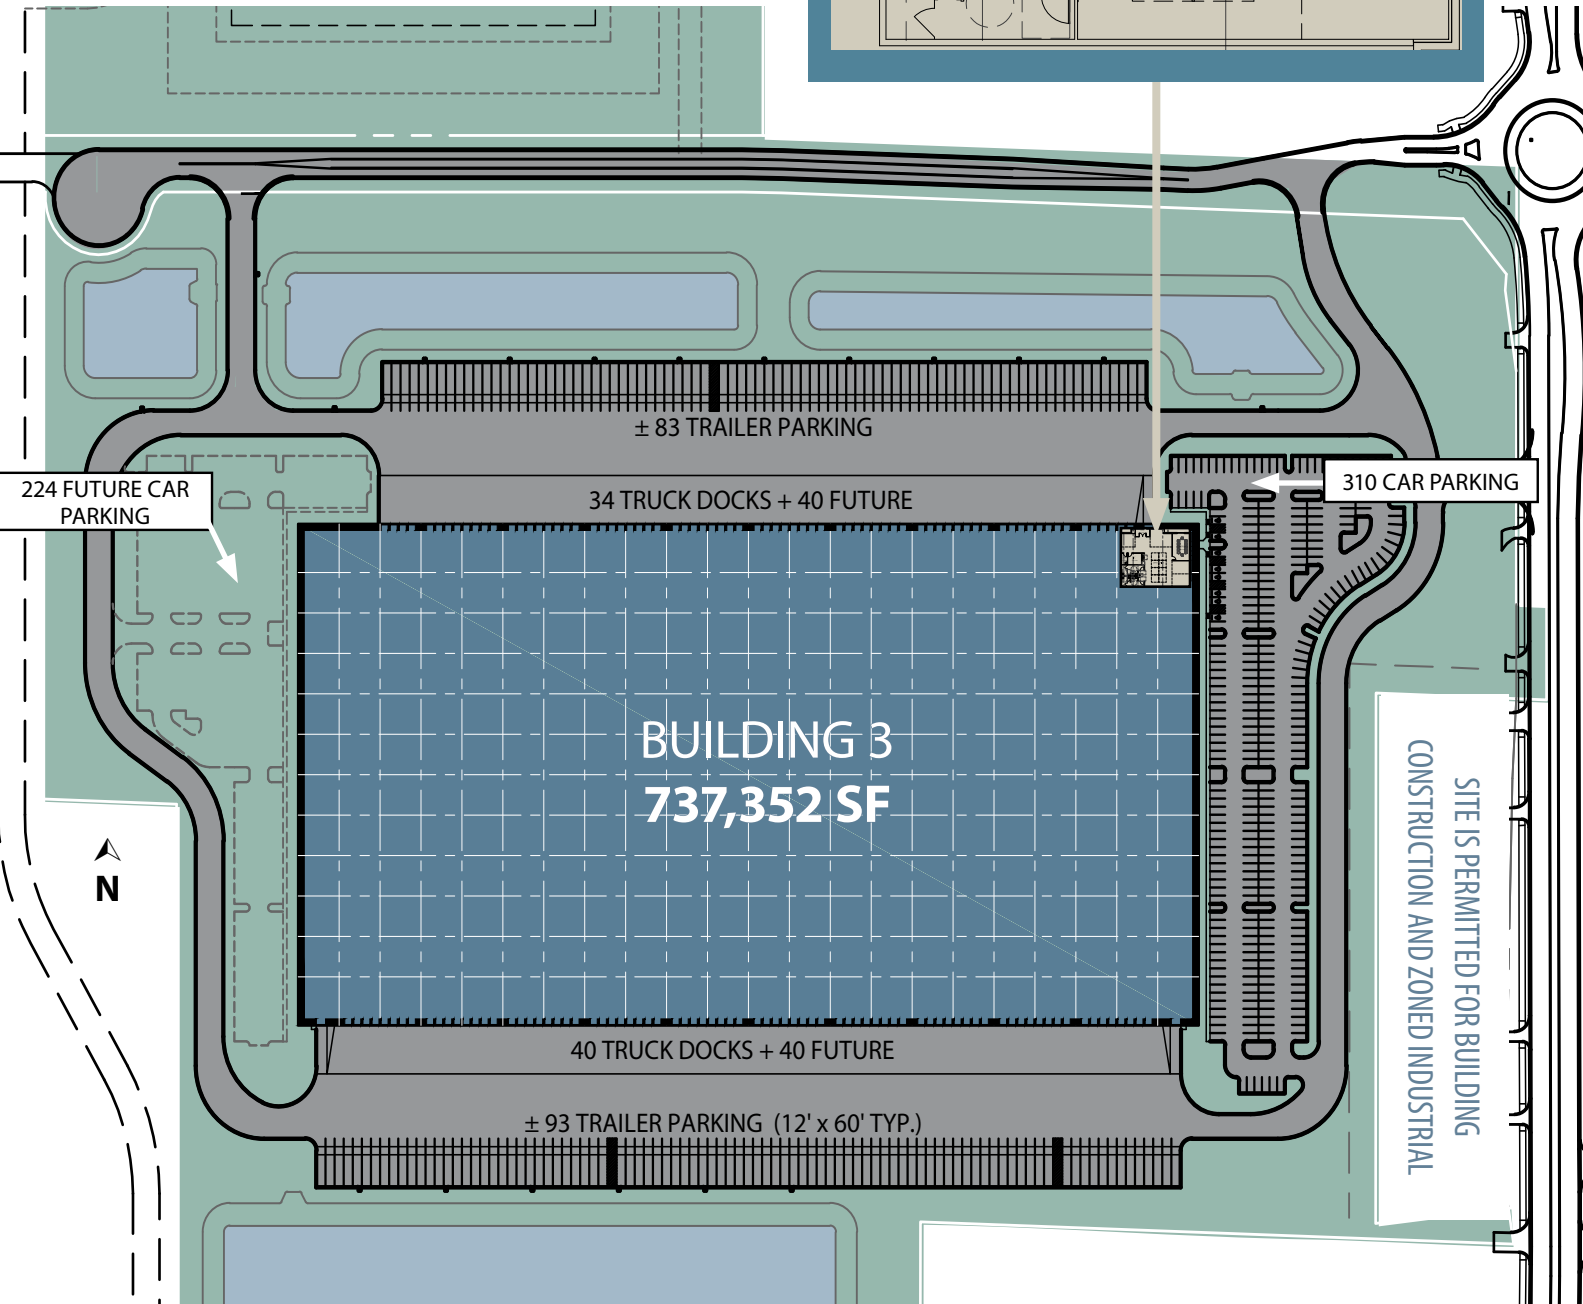 ± 83 TRAILER PARKING
224 FUTURE CAR
PARKING
310 CAR PARKING
34 TRUCK DOCKS + 40 FUTURE
BUILDING 3
737,352 SF
SITE IS PERMITTED FOR BUILDING
CONSTRUCTION AND ZONED INDUSTRIAL
N
40 TRUCK DOCKS + 40 FUTURE
± 93 TRAILER PARKING (12' x 60' TYP.)